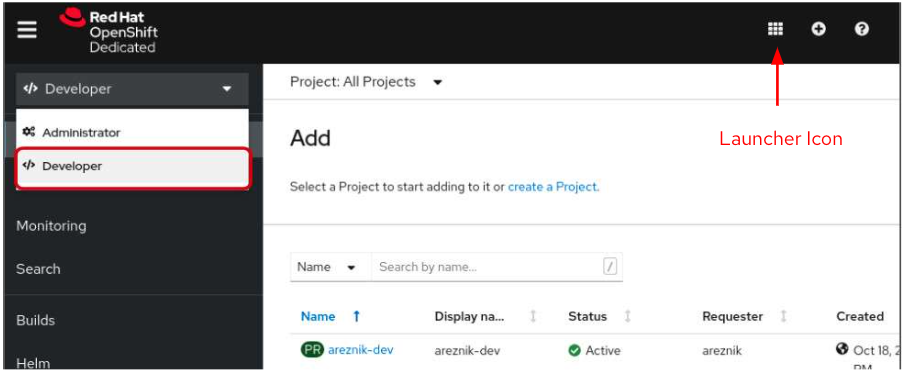 Red Hat
OpenShift
Dedicated
</> Developer
Project: All Projects
Administrator
Launcher Icon
Add
</> Developer
Select a Project to start adding to it or create a Project.
Monitoring
Search
Name
Search by name...
/
Builds
Name Display na... Status Requester Created
PR areznik-dev areznik-dev Active areznik Oct 18, 2
Helm
PM